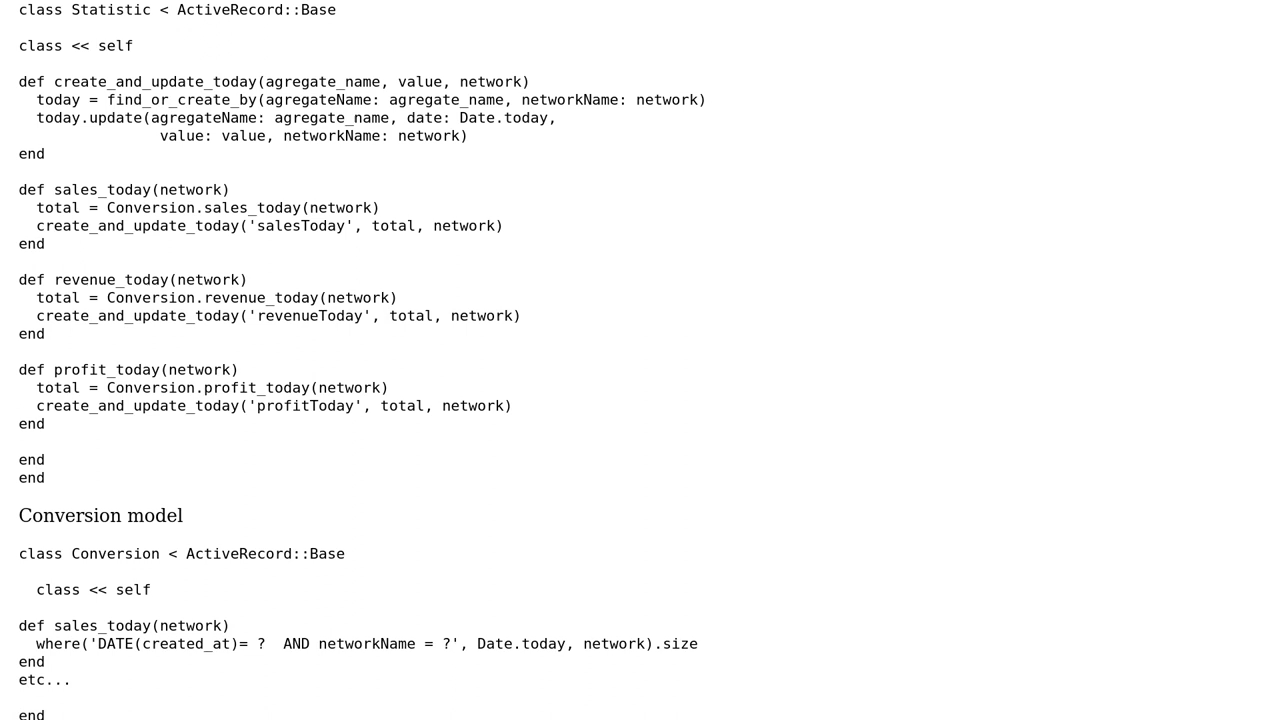 class Statistic < ActiveRecord::Base
class << self
def create_and_update_today(agregate_name, value, network)
  today = find_or_create_by(agregateName: agregate_name, networkName: network)
  today.update(agregateName: agregate_name, date: Date.today,
                value: value, networkName: network)
end
def sales_today(network)
  total = Conversion.sales_today(network)
  create_and_update_today('salesToday', total, network)
end
def revenue_today(network)
  total = Conversion.revenue_today(network)
  create_and_update_today('revenueToday', total, network)
end
def profit_today(network)
  total = Conversion.profit_today(network)
  create_and_update_today('profitToday', total, network)
end
end
end
Conversion model
class Conversion < ActiveRecord::Base
  class << self
def sales_today(network)
  where('DATE(created_at)= ?  AND networkName = ?', Date.today, network).size
end
etc...
end